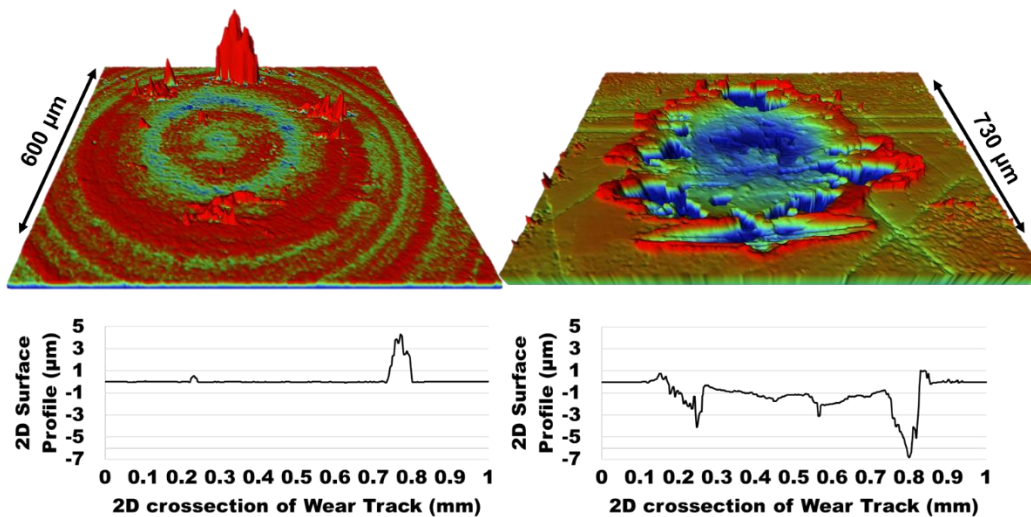 600 µm
730 µm
2D Surface
Profile (µm)
5
3
1
-1
-3
-5
-7
0 0.1 0.2 0.3 0.4 0.5 0.6 0.7 0.8 0.9 1
2D crossection of Wear Track (mm)
2D Surface
Profile (µm)
5
3
1
-1
-3
-5
-7
0 0.1 0.2 0.3 0.4 0.5 0.6 0.7 0.8 0.9 1
2D crossection of Wear Track (mm)